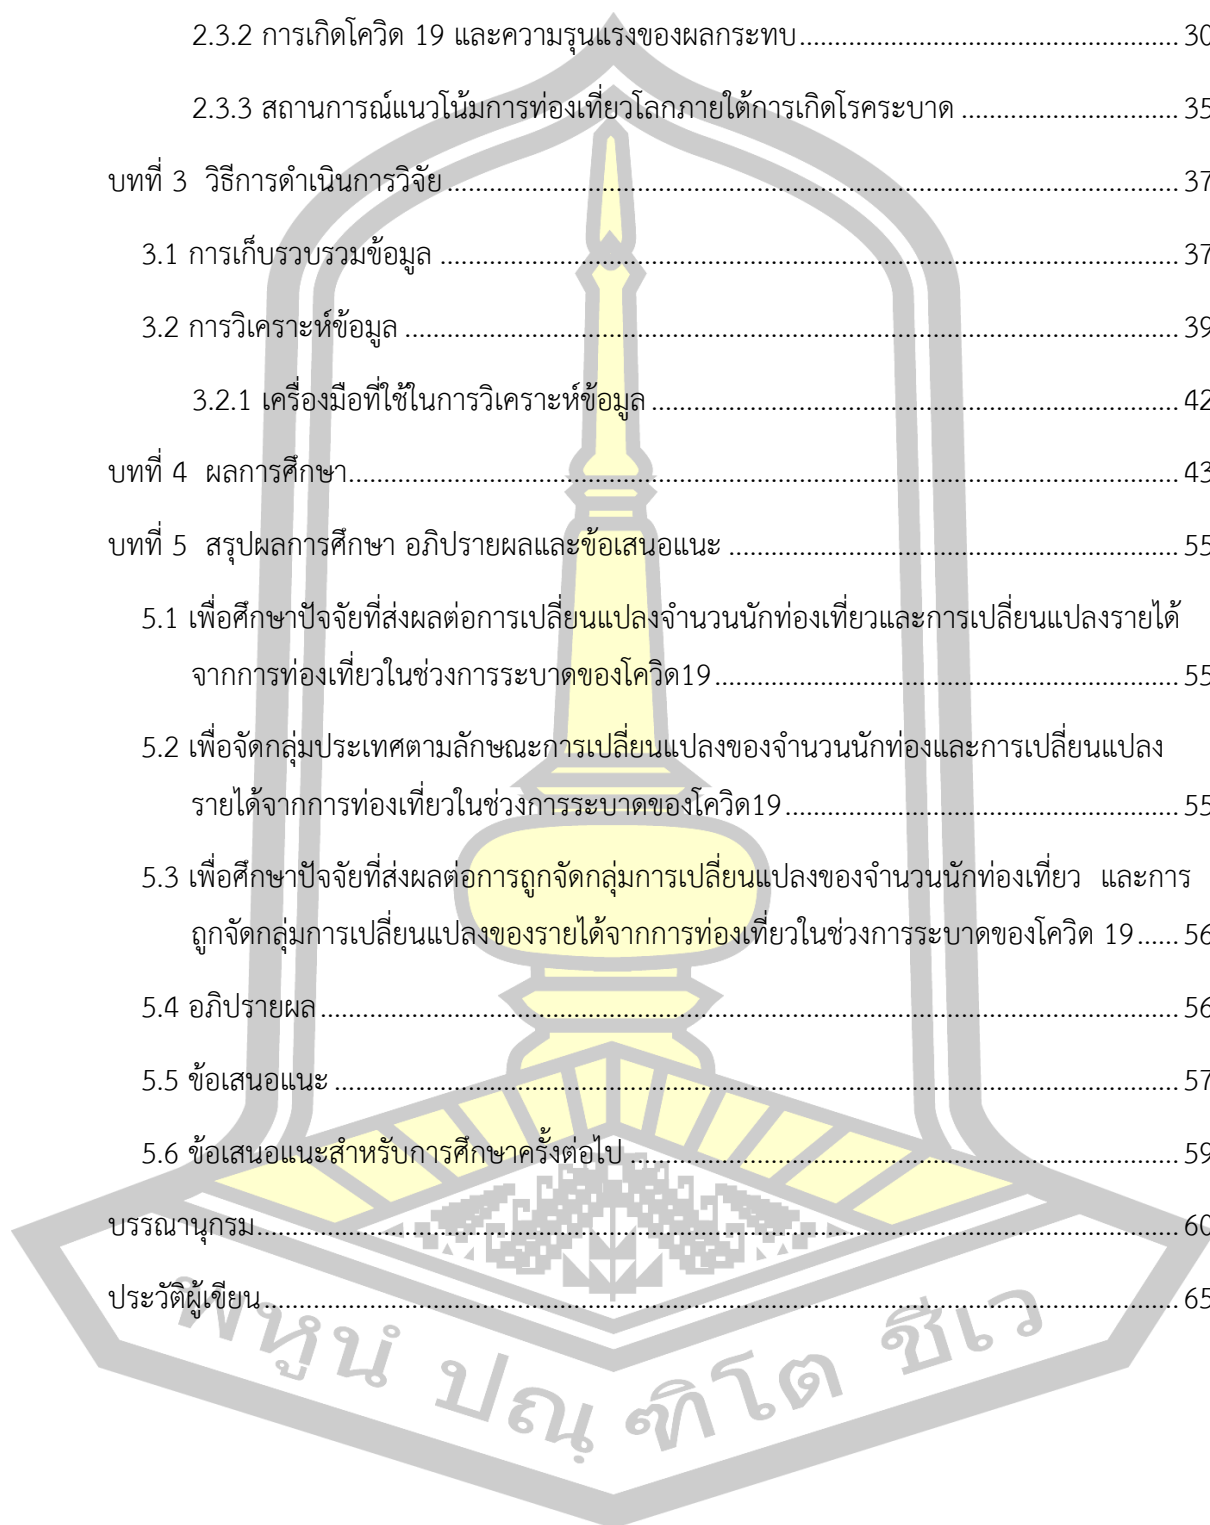 2.3.2 การเกิดโควิด 19 และความรุนแรงของผลกระทบ .......... 30
2.3.3 สถานการณ์แนวโน้มการท่องเที่ยวโลกภายใต้การเกิดโรคระบาด .......... 35
บทที่ 3 วิธีการดำเนินการวิจัย .......... 37
3.1 การเก็บรวบรวมข้อมูล .......... 37
3.2 การวิเคราะห์ข้อมูล .......... 39
3.2.1 เครื่องมือที่ใช้ในการวิเคราะห์ข้อมูล .......... 42
บทที่ 4 ผลการศึกษา .......... 43
บทที่ 5 สรุปผลการศึกษา อภิปรายผลและข้อเสนอแนะ .......... 55
5.1 เพื่อศึกษาปัจจัยที่ส่งผลต่อการเปลี่ยนแปลงจำนวนนักท่องเที่ยวและการเปลี่ยนแปลงรายได้
จากการท่องเที่ยวในช่วงการระบาดของโควิด19 .......... 55
5.2 เพื่อจัดกลุ่มประเทศตามลักษณะการเปลี่ยนแปลงของจำนวนนักท่องและการเปลี่ยนแปลง
รายได้จากการท่องเที่ยวในช่วงการระบาดของโควิด19 .......... 55
5.3 เพื่อศึกษาปัจจัยที่ส่งผลต่อการถูกจัดกลุ่มการเปลี่ยนแปลงของจำนวนนักท่องเที่ยว และการ
ถูกจัดกลุ่มการเปลี่ยนแปลงของรายได้จากการท่องเที่ยวในช่วงการระบาดของโควิด 19 ...... 56
5.4 อภิปรายผล .......... 56
5.5 ข้อเสนอแนะ .......... 57
5.6 ข้อเสนอแนะสำหรับการศึกษาครั้งต่อไป .......... 59
บรรณานุกรม .......... 60
ประวัติผู้เขียน .......... 65
พหูนํ ปณฺฑิโต ชีเว